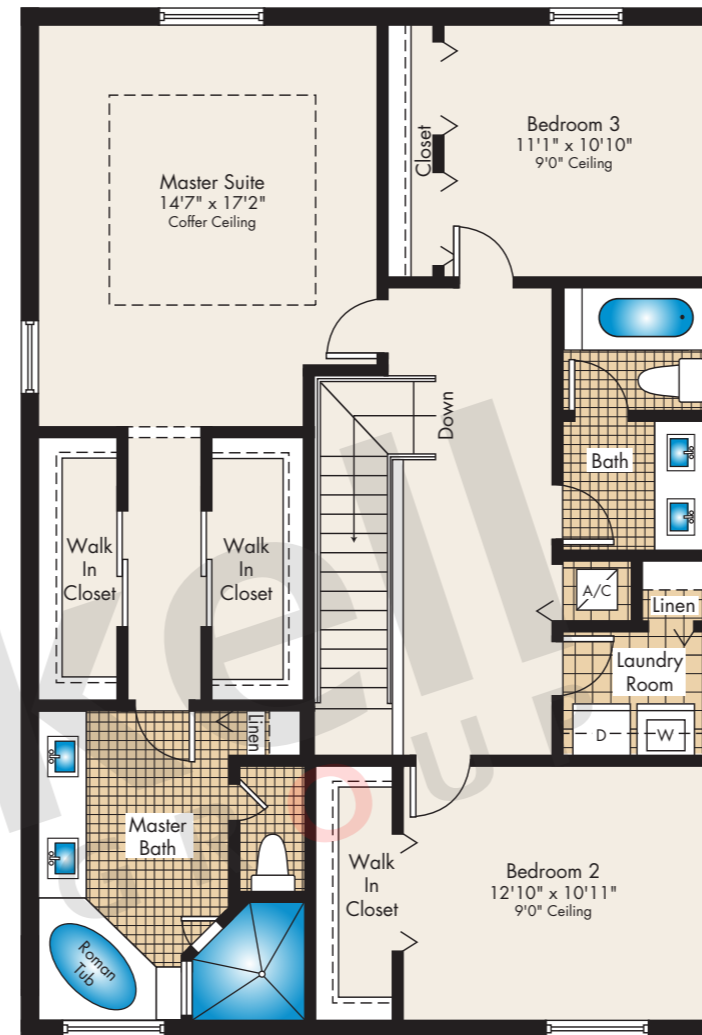 Master Suite
14'7" x 17'2"
Coffer Ceiling
Closet
Bedroom 3
11'1" x 10'10"
9'0" Ceiling
Down
Bath
Walk
In
Closet
Walk
In
Closet
A/C
Linen
Laundry
Room
D
W
Linen
Master
Bath
Roman
Tub
Walk
In
Closet
Bedroom 2
12'10" x 10'11"
9'0" Ceiling
kell
GROUP